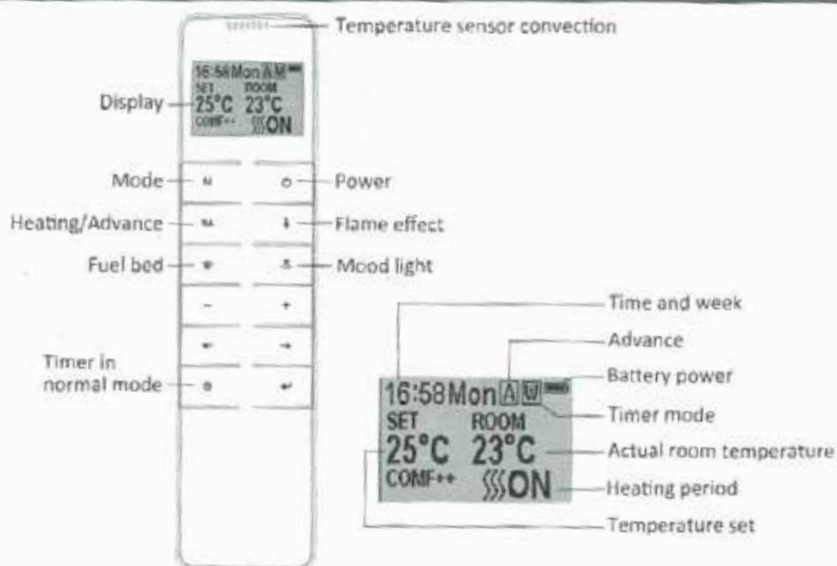 Temperature sensor convection
16:58Mon A W
SET ROOM
25°C 23°C
COMF++ ON
Display
Mode M Power
Heating/Advance Flame effect
Fuel bed Mood light
- +
Timer in
normal mode
Time and week
Advance
Battery power
16:58Mon A W
Timer mode
SET ROOM
25°C 23°C
Actual room temperature
COMF++ ON
Heating period
Temperature set